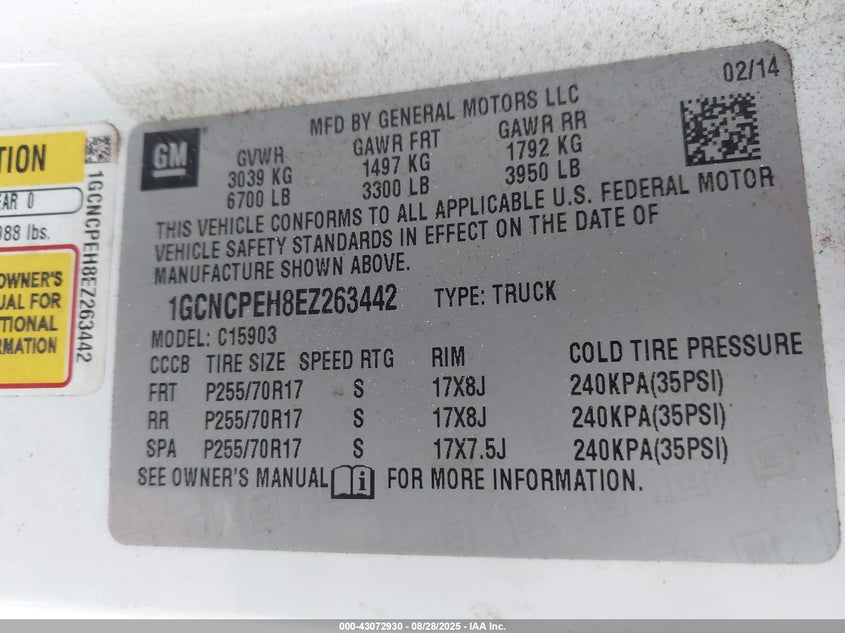 TION
EAR 0
988 lbs.
OWNER'S
UAL FOR
TIONAL
RMATION
1GCNCPEH8EZ263442
02/14
GM
MFD BY GENERAL MOTORS LLC
GVWR GAWR FRT GAWR RR
3039 KG 1497 KG 1792 KG
6700 LB 3300 LB 3950 LB
THIS VEHICLE CONFORMS TO ALL APPLICABLE U.S. FEDERAL MOTOR
VEHICLE SAFETY STANDARDS IN EFFECT ON THE DATE OF
MANUFACTURE SHOWN ABOVE.
1GCNCPEH8EZ263442 TYPE: TRUCK
MODEL: C15903
CCCB TIRE SIZE SPEED RTG RIM COLD TIRE PRESSURE
FRT P255/70R17 S 17X8J 240KPA(35PSI)
RR P255/70R17 S 17X8J 240KPA(35PSI)
SPA P255/70R17 S 17X7.5J 240KPA(35PSI)
SEE OWNER'S MANUAL FOR MORE INFORMATION.
000-43072930 - 08/28/2025 - IAA Inc.